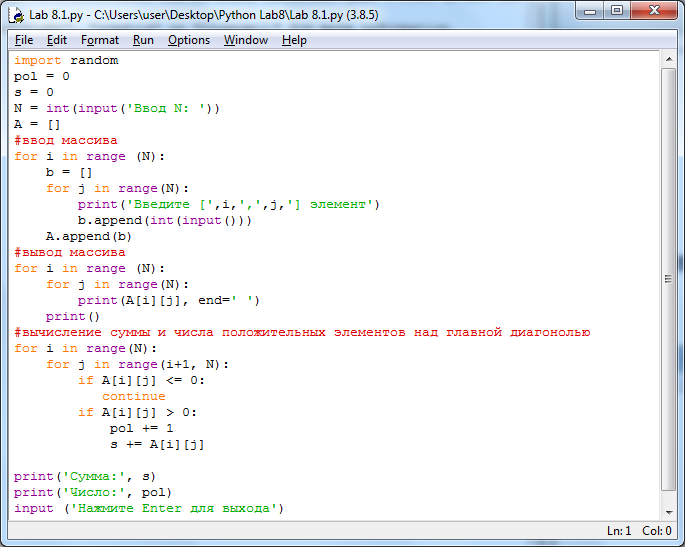 Lab 8.1.py - C:\Users\user\Desktop\Python Lab8\Lab 8.1.py (3.8.5)
File Edit Format Run Options Window Help
import random
pol = 0
s = 0
N = int(input('Ввод N: '))
A = []
#ввод массива
for i in range (N):
    b = []
    for j in range(N):
        print('Введите [',i,',',j,'] элемент')
        b.append(int(input()))
    A.append(b)
#вывод массива
for i in range (N):
    for j in range(N):
        print(A[i][j], end=' ')
    print()
#вычисление суммы и числа положительных элементов над главной диагонолью
for i in range(N):
    for j in range(i+1, N):
        if A[i][j] <= 0:
           continue
        if A[i][j] > 0:
            pol += 1
            s += A[i][j]

print('Сумма:', s)
print('Число:', pol)
input ('Нажмите Enter для выхода')
Ln: 1 Col: 0